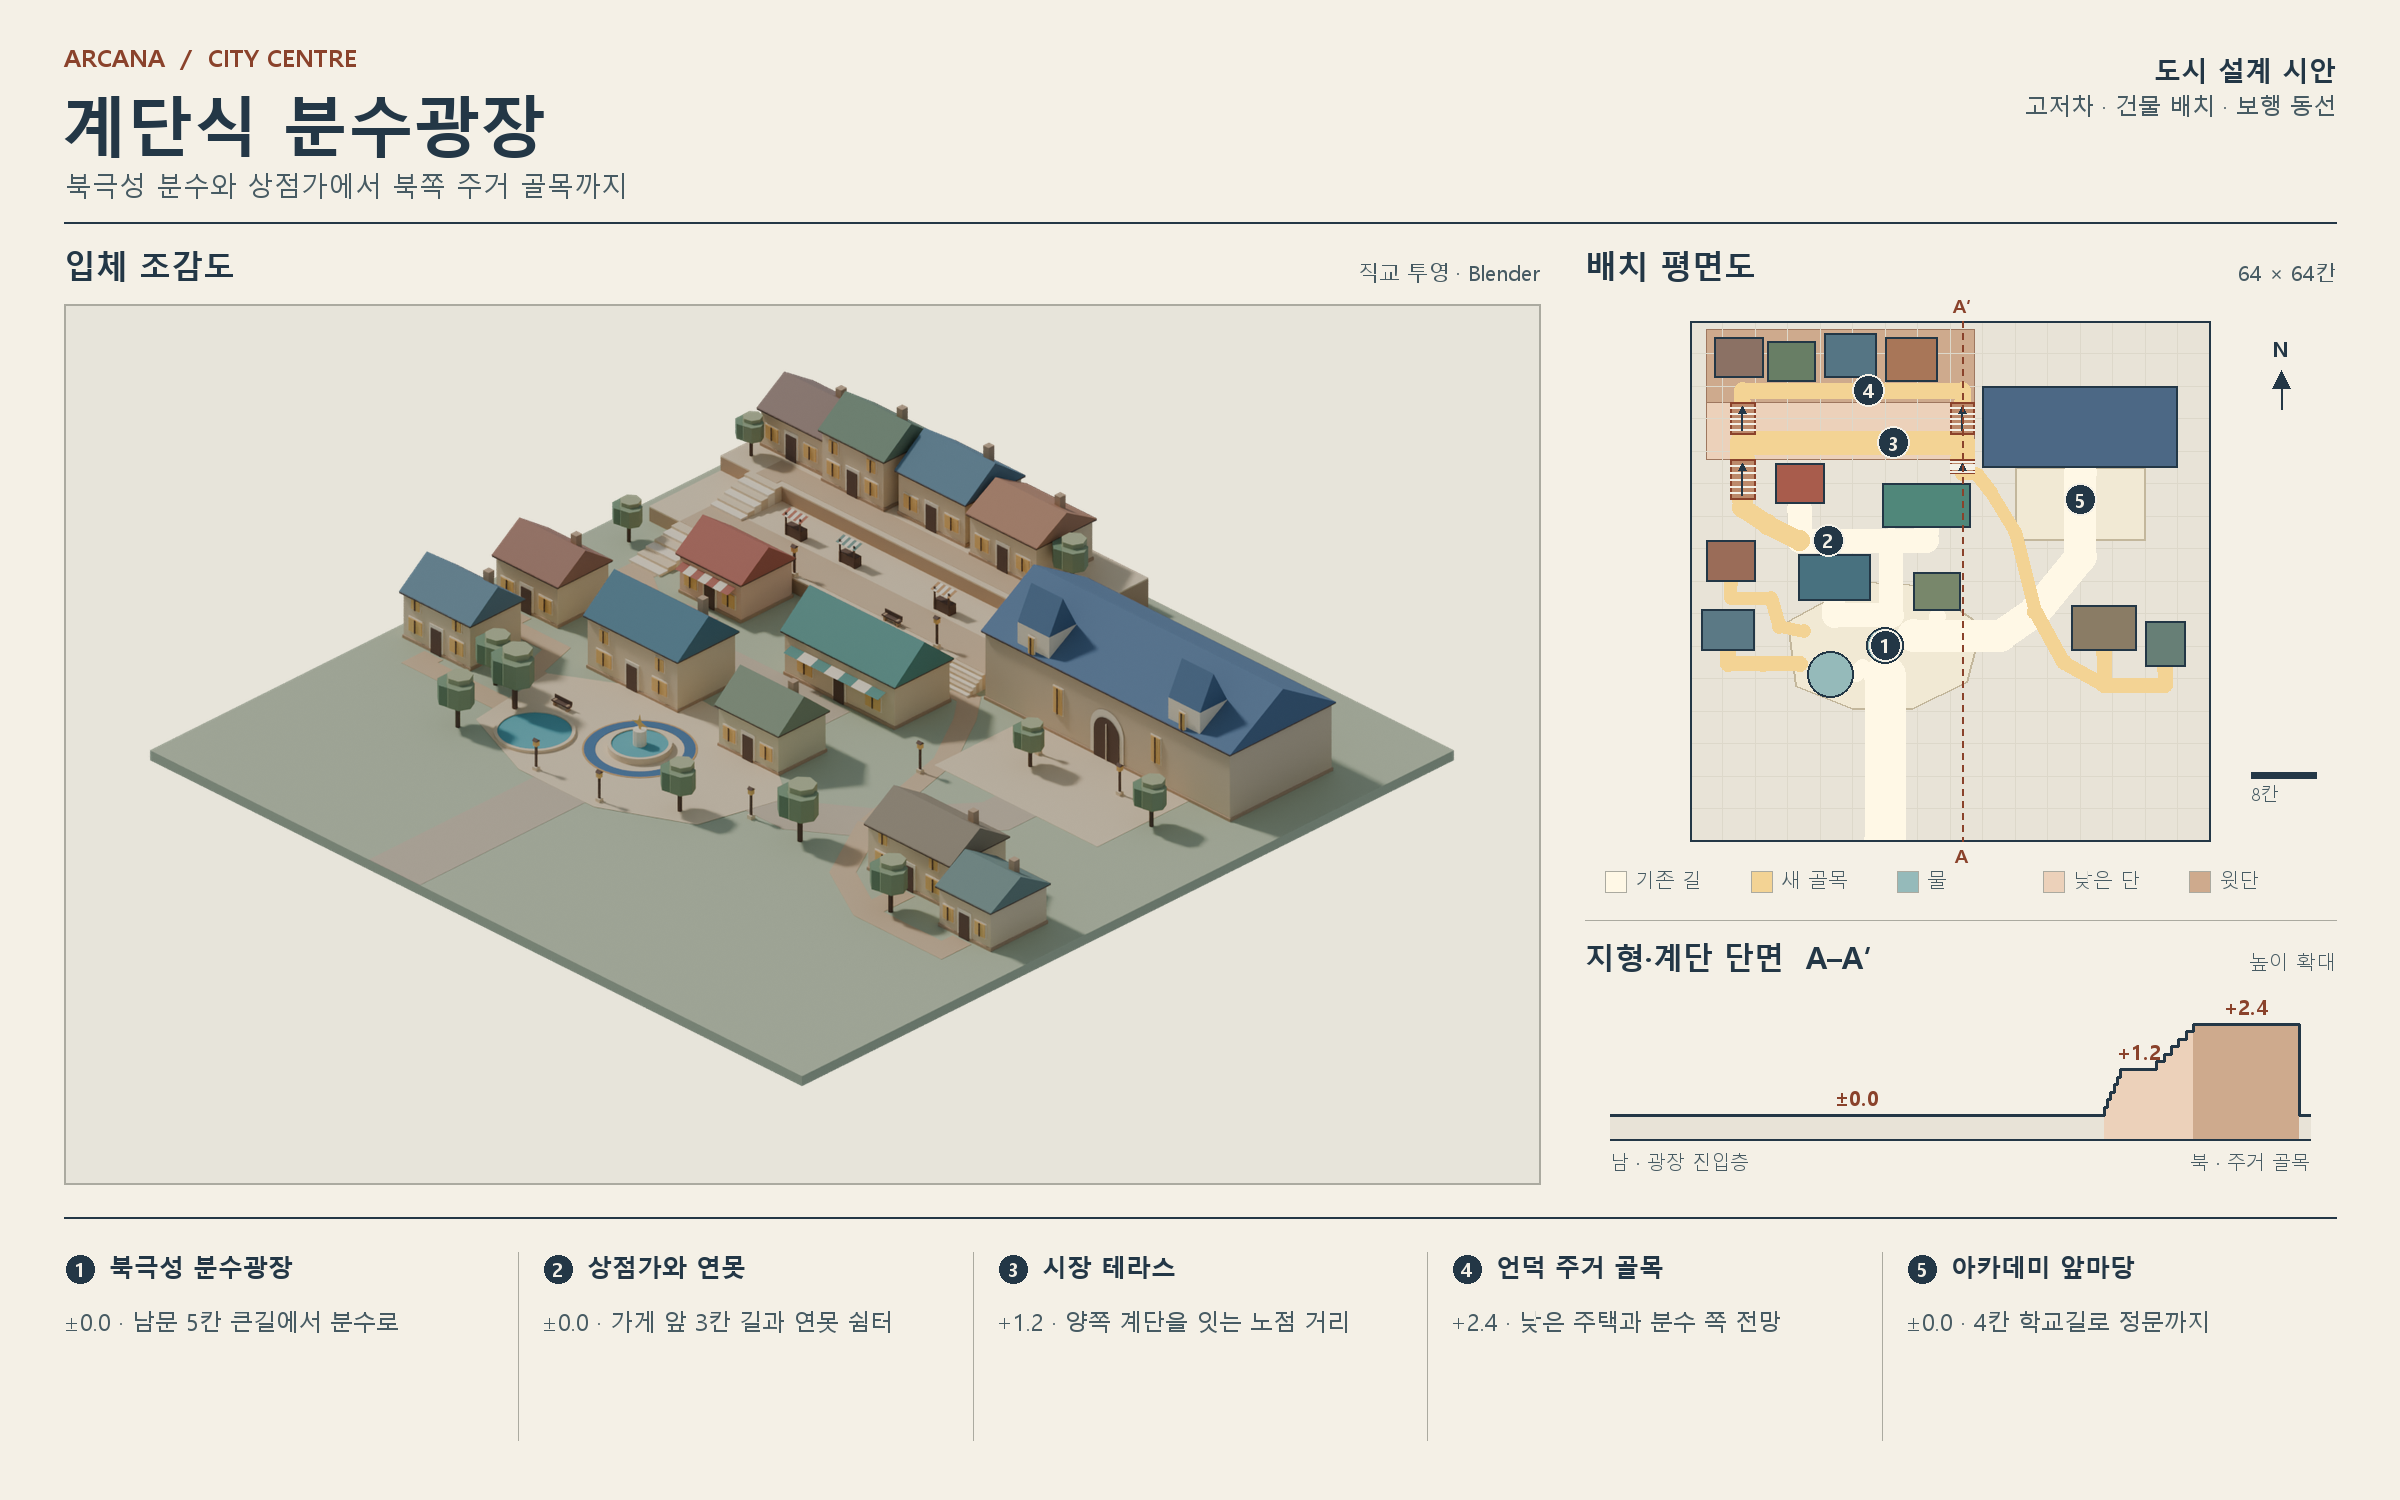 ARCANA / CITY CENTRE
계단식 분수광장
북극성 분수와 상점가에서 북쪽 주거 골목까지
도시 설계 시안
고저차 · 건물 배치 · 보행 동선
입체 조감도
직교 투영 · Blender
배치 평면도
64 × 64칸
A′
N
4
3
5
2
1
8칸
A
기존 길
새 골목
물
낮은 단
윗단
지형·계단 단면 A–A′
높이 확대
+2.4
+1.2
±0.0
남 · 광장 진입층
북 · 주거 골목
1 북극성 분수광장
±0.0 · 남문 5칸 큰길에서 분수로
2 상점가와 연못
±0.0 · 가게 앞 3칸 길과 연못 쉼터
3 시장 테라스
+1.2 · 양쪽 계단을 잇는 노점 거리
4 언덕 주거 골목
+2.4 · 낮은 주택과 분수 쪽 전망
5 아카데미 앞마당
±0.0 · 4칸 학교길로 정문까지